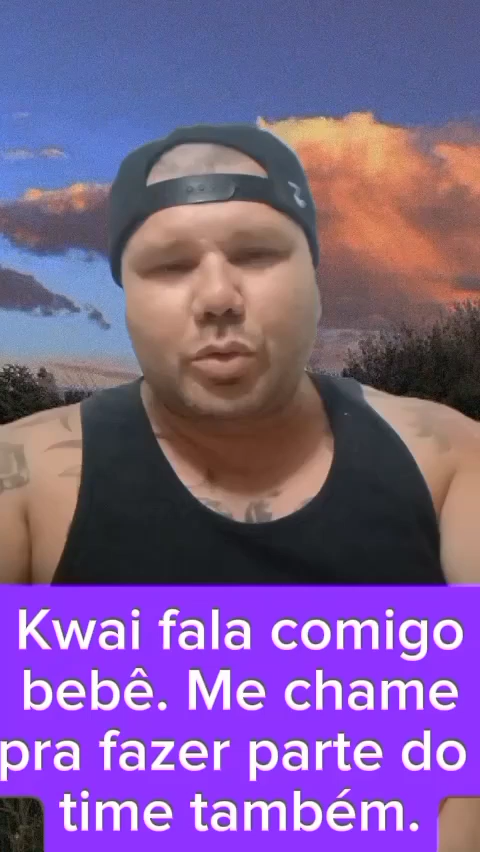 Kwai fala comigo
bebê. Me chame
pra fazer parte do
time também.